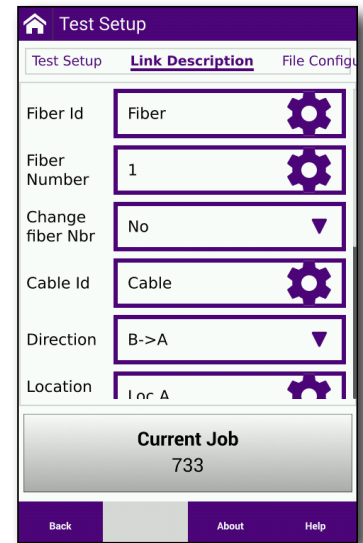 Test Setup
Test Setup Link Description File Configu
Fiber Id Fiber
Fiber
Number 1
Change
fiber Nbr No
Cable Id Cable
Direction B->A
Location Loc A
Current Job
733
Back About Help